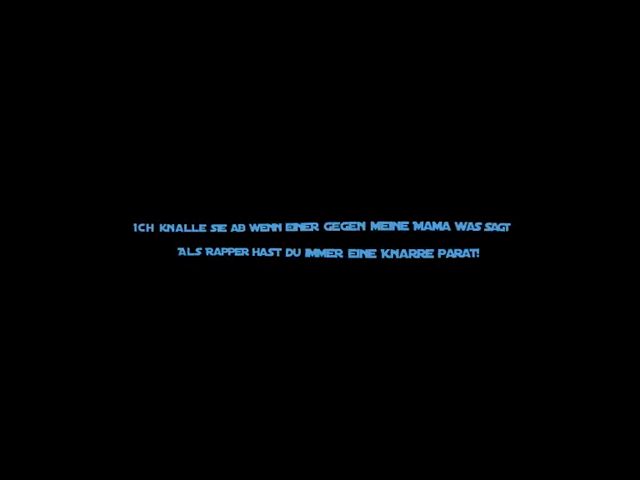 ICH KNALLE SIE AB WENN EINER GEGEN MEINE MAMA WAS SAGT
ALS RAPPER HAST DU IMMER EINE KNARRE PARAT!